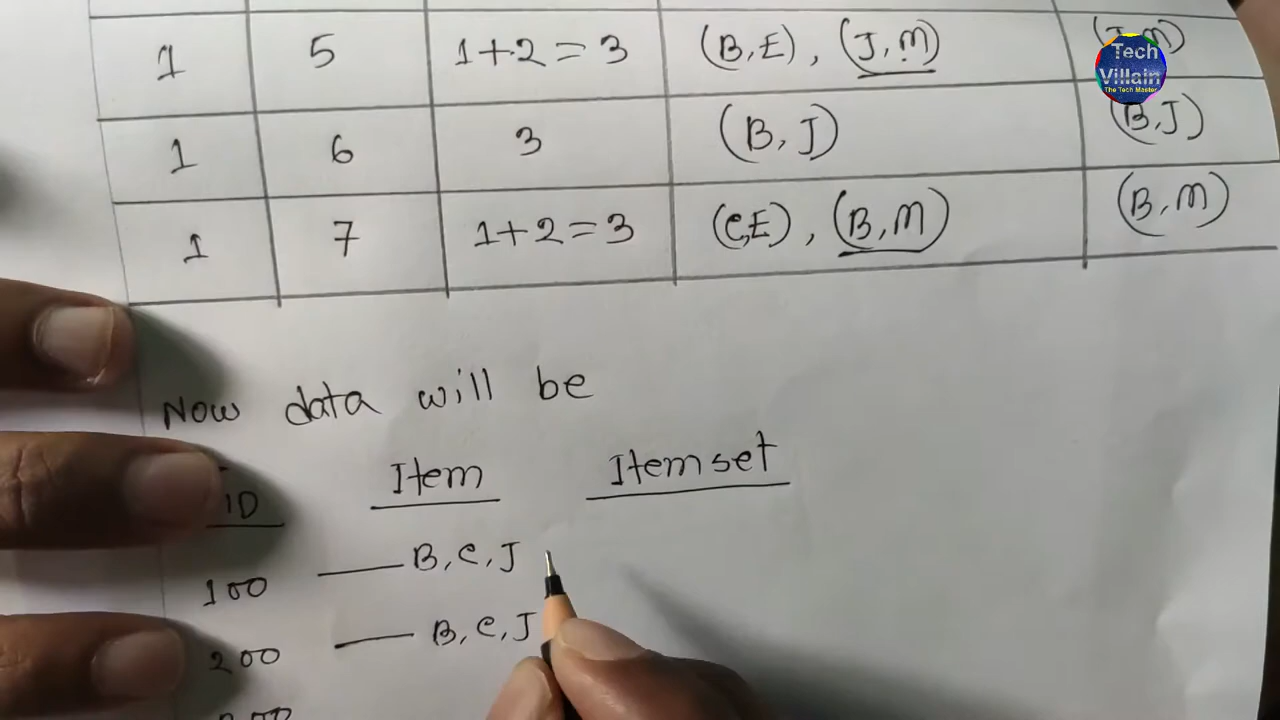 1 5 1+2=3 (B,E), (J,M) (J,M)
1 6 3 (B,J) (B,J)
1 7 1+2=3 (C,E), (B,M) (B,M)
Tech
Villain
The Tech Master
Now data will be
ID Item Itemset
100 B,C,J
200 B,C,J